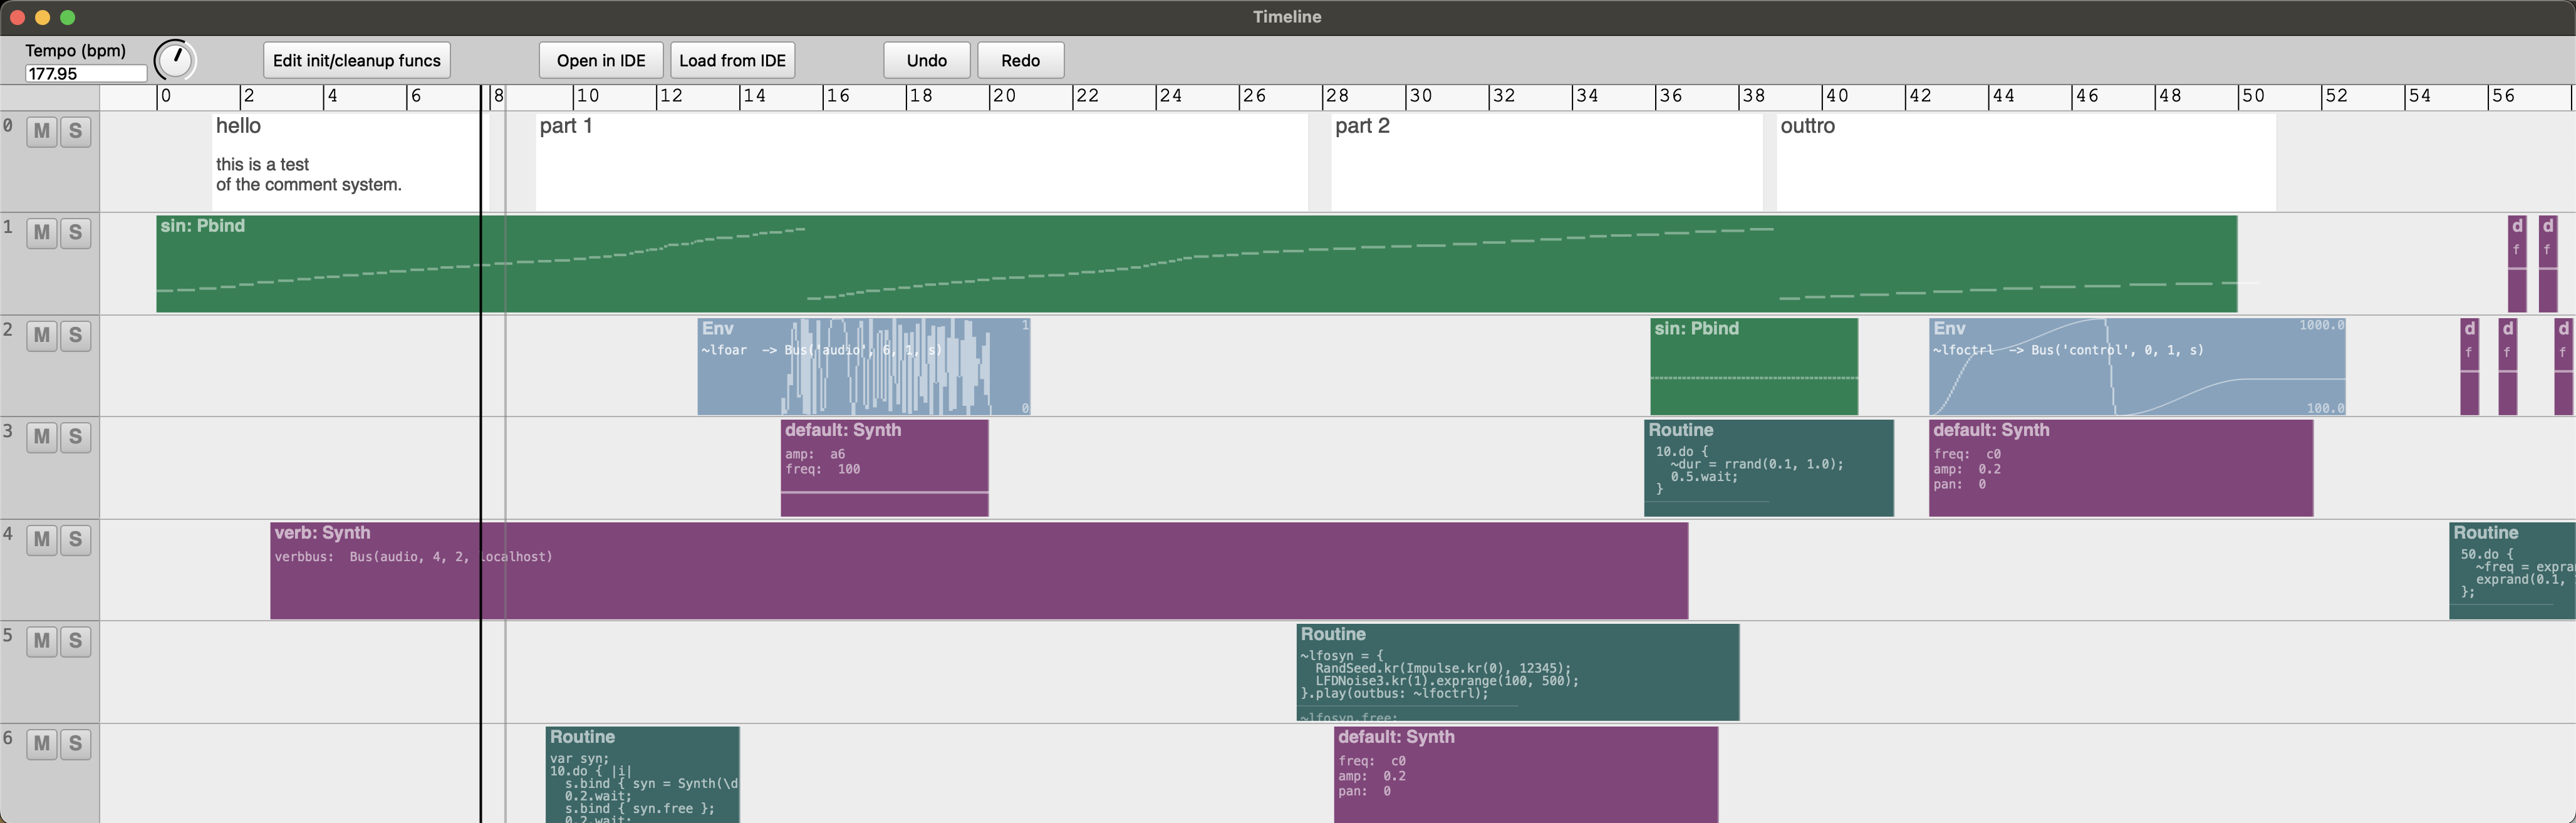 Timeline
Tempo (bpm)
177.95
Edit init/cleanup funcs
Open in IDE
Load from IDE
Undo
Redo
0 2 4 6 8 10 12 14 16 18 20 22 24 26 28 30 32 34 36 38 40 42 44 46 48 50 52 54 56
0 M S
hello
this is a test
of the comment system.
part 1
part 2
outtro
1 M S
sin: Pbind
d
f
d
f
2 M S
Env
1
~lfoar -> Bus('audio', 6, 1, s)
0
sin: Pbind
Env
1000.0
~lfoctrl -> Bus('control', 0, 1, s)
100.0
d
f
d
f
d
f
3 M S
default: Synth
amp: a6
freq: 100
Routine
10.do {
~dur = rrand(0.1, 1.0);
0.5.wait;
}
default: Synth
freq: c0
amp: 0.2
pan: 0
4 M S
verb: Synth
verbbus: Bus(audio, 4, 2, localhost)
Routine
50.do {
~freq = expra
exprand(0.1,
};
5 M S
Routine
~lfosyn = {
RandSeed.kr(Impulse.kr(0), 12345);
LFDNoise3.kr(1).exprange(100, 500);
}.play(outbus: ~lfoctrl);
~lfosyn.free;
6 M S
Routine
var syn;
10.do { |i|
s.bind { syn = Synth(\d
0.2.wait;
s.bind { syn.free };
0.2.wait;
default: Synth
freq: c0
amp: 0.2
pan: 0